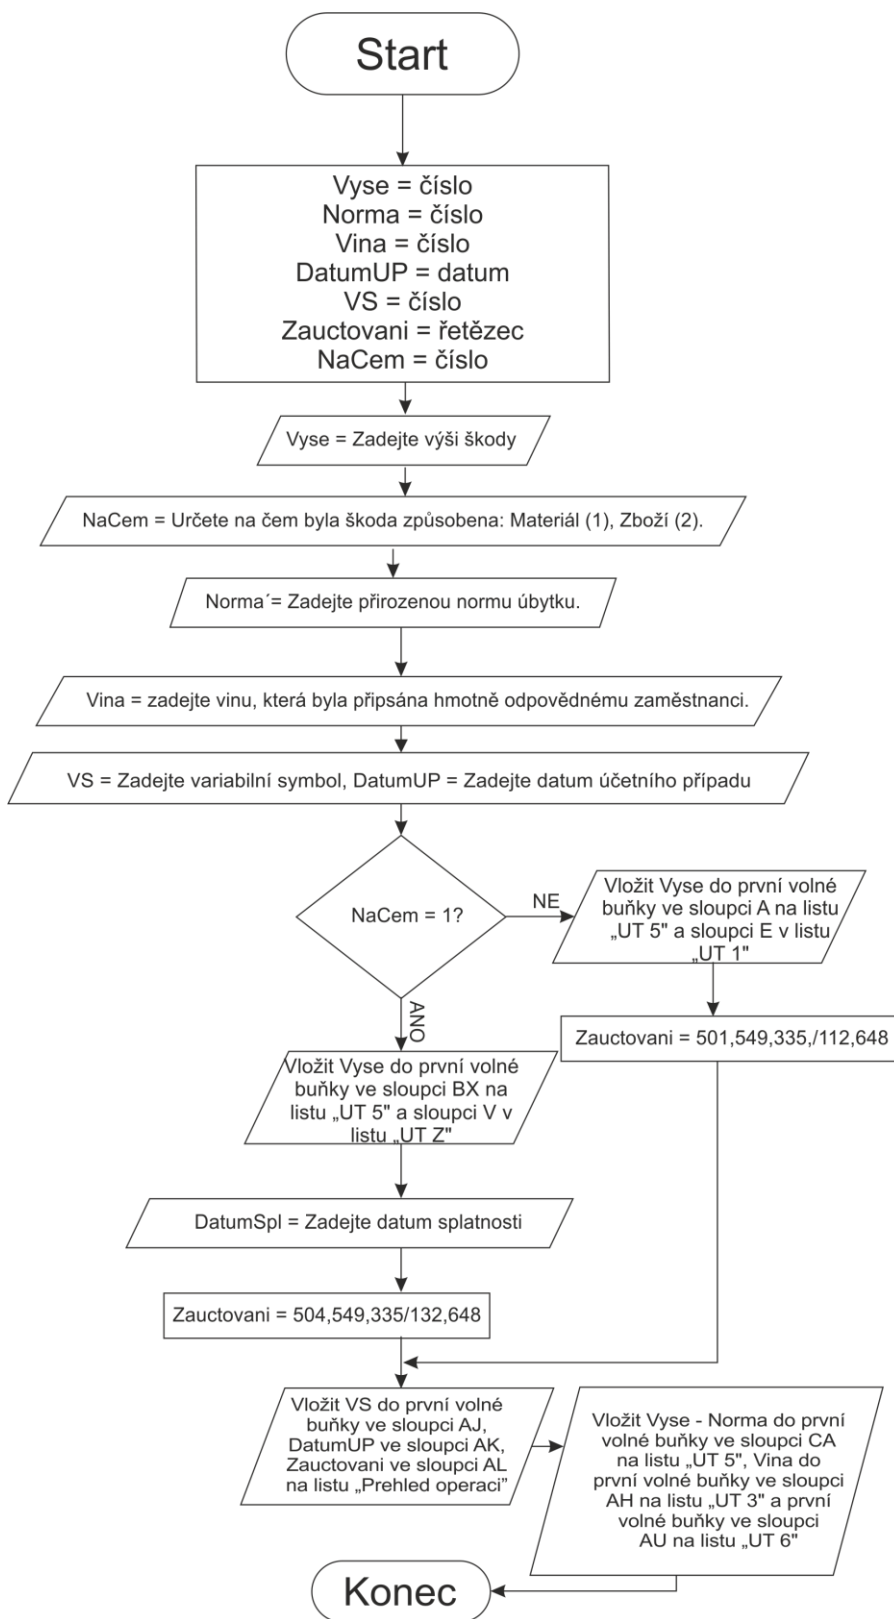 Start
Vyse = číslo
Norma = číslo
Vina = číslo
DatumUP = datum
VS = číslo
Zauctovani = řetězec
NaCem = číslo
Vyse = Zadejte výši škody
NaCem = Určete na čem byla škoda způsobena: Materiál (1), Zboží (2).
Norma´= Zadejte přirozenou normu úbytku.
Vina = zadejte vinu, která byla připsána hmotně odpovědnému zaměstnanci.
VS = Zadejte variabilní symbol, DatumUP = Zadejte datum účetního případu
NaCem = 1?
NE
Vložit Vyse do první volné
buňky ve sloupci A na listu
„UT 5" a sloupci E v listu
„UT 1"
Zauctovani = 501,549,335,/112,648
ANO
Vložit Vyse do první volné
buňky ve sloupci BX na
listu „UT 5" a sloupci V v
listu „UT Z"
DatumSpl = Zadejte datum splatnosti
Zauctovani = 504,549,335/132,648
Vložit VS do první volné
buňky ve sloupci AJ,
DatumUP ve sloupci AK,
Zauctovani ve sloupci AL
na listu „Prehled operaci”
Vložit Vyse - Norma do první
volné buňky ve sloupci CA
na listu „UT 5", Vina do
první volné buňky ve sloupci
AH na listu „UT 3" a první
volné buňky ve sloupci
AU na listu „UT 6"
Konec